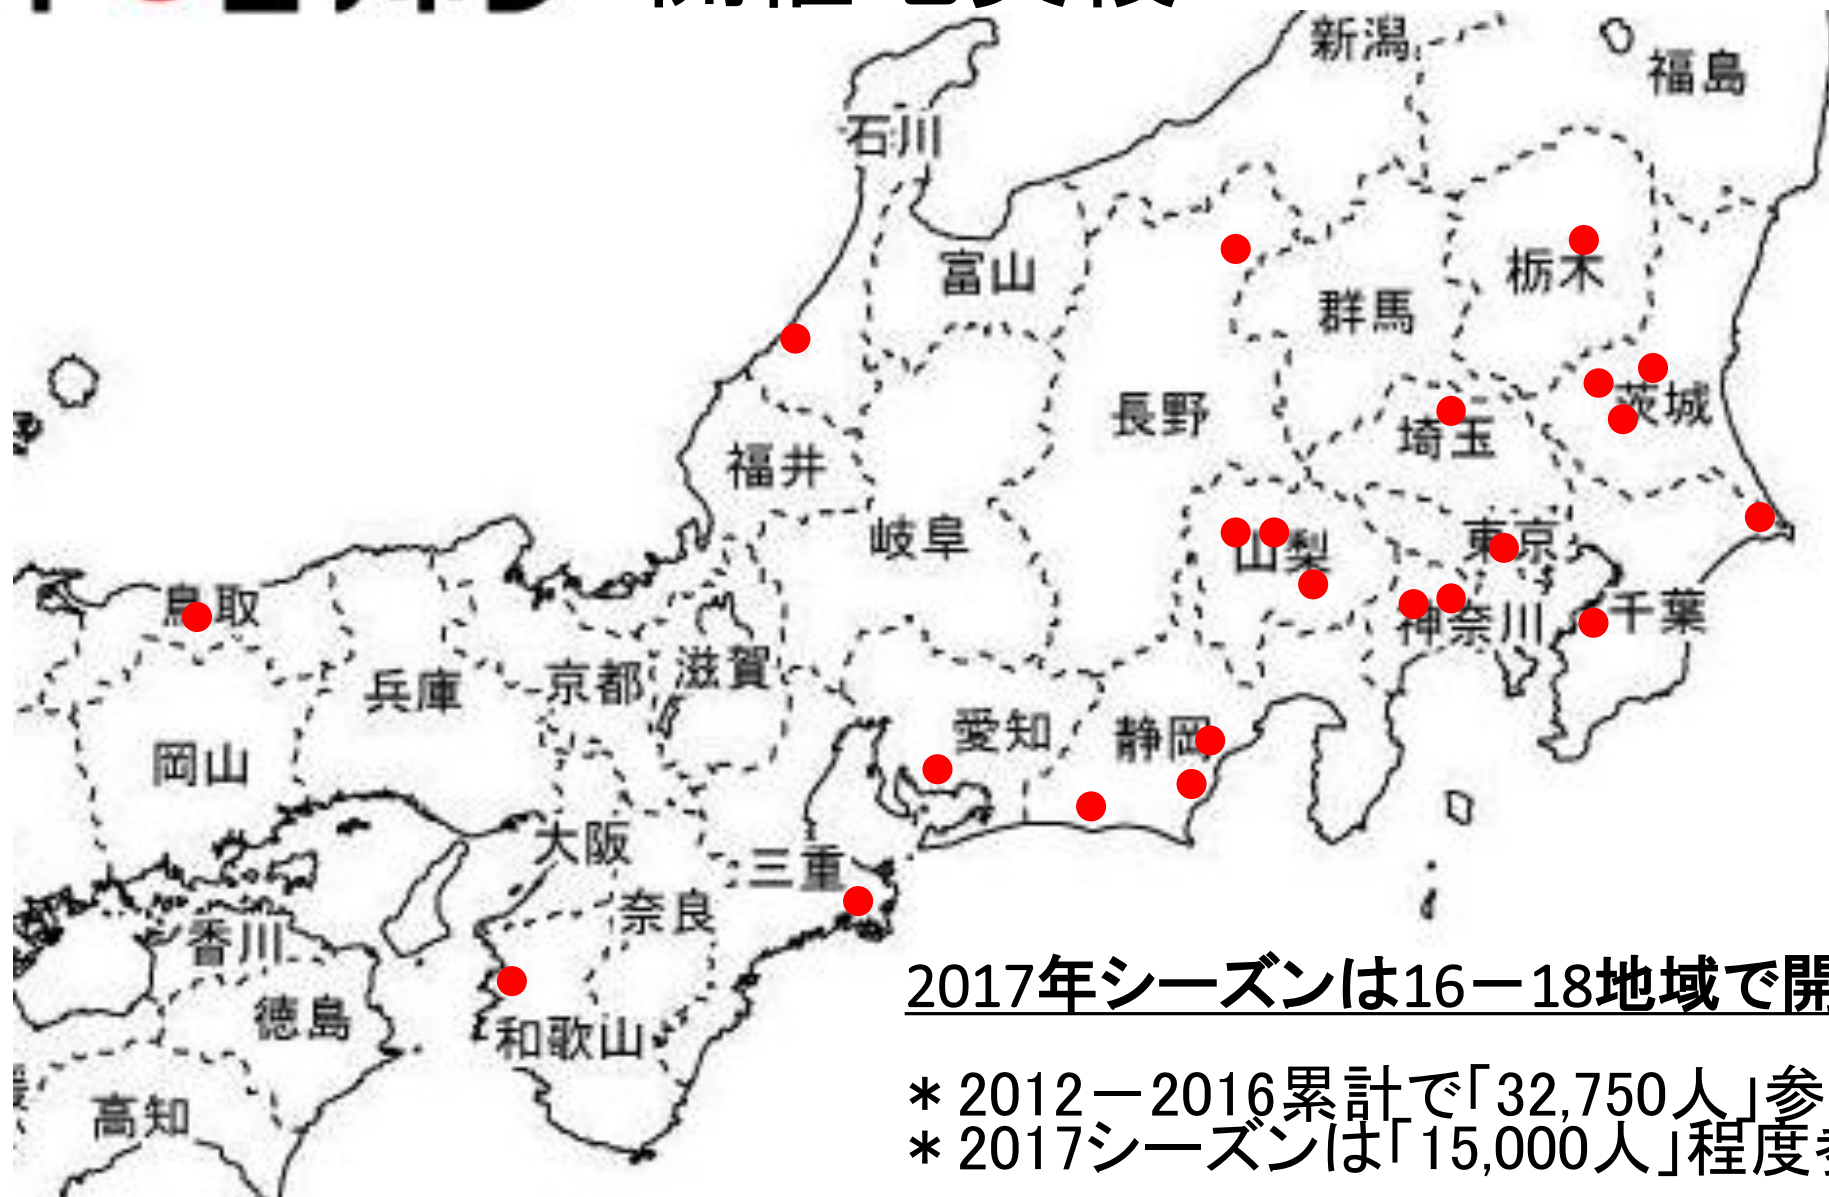 開催地実績
新潟
福島
石川
富山
栃木
群馬
長野
茨城
埼玉
福井
岐阜
山梨
東京
鳥取
神奈川
千葉
兵庫
京都
滋賀
愛知
静岡
岡山
大阪
三重
奈良
香川
徳島
和歌山
高知
2017年シーズンは16－18地域で開
＊2012－2016累計で「32,750人」参
＊2017シーズンは「15,000人」程度